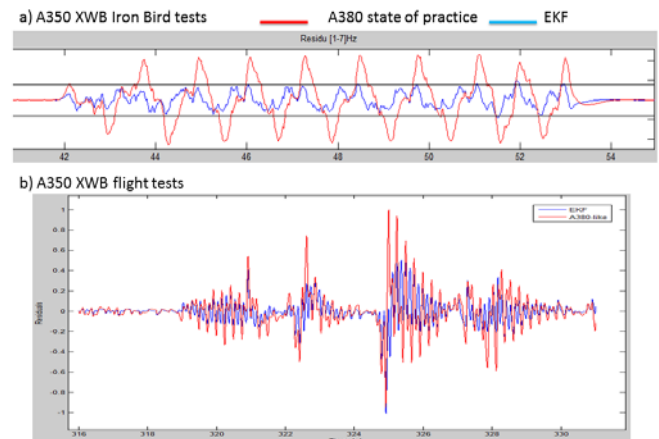 a) A350 XWB Iron Bird tests A380 state of practice EKF
Residu [1-7]Hz
42 44 46 48 50 52 54
b) A350 XWB flight tests
EKF
A380-like
1
0.8
0.6
0.4
0.2
0
-0.2
-0.4
-0.6
-0.8
-1
Residuals
316 318 320 322 324 326 328 330